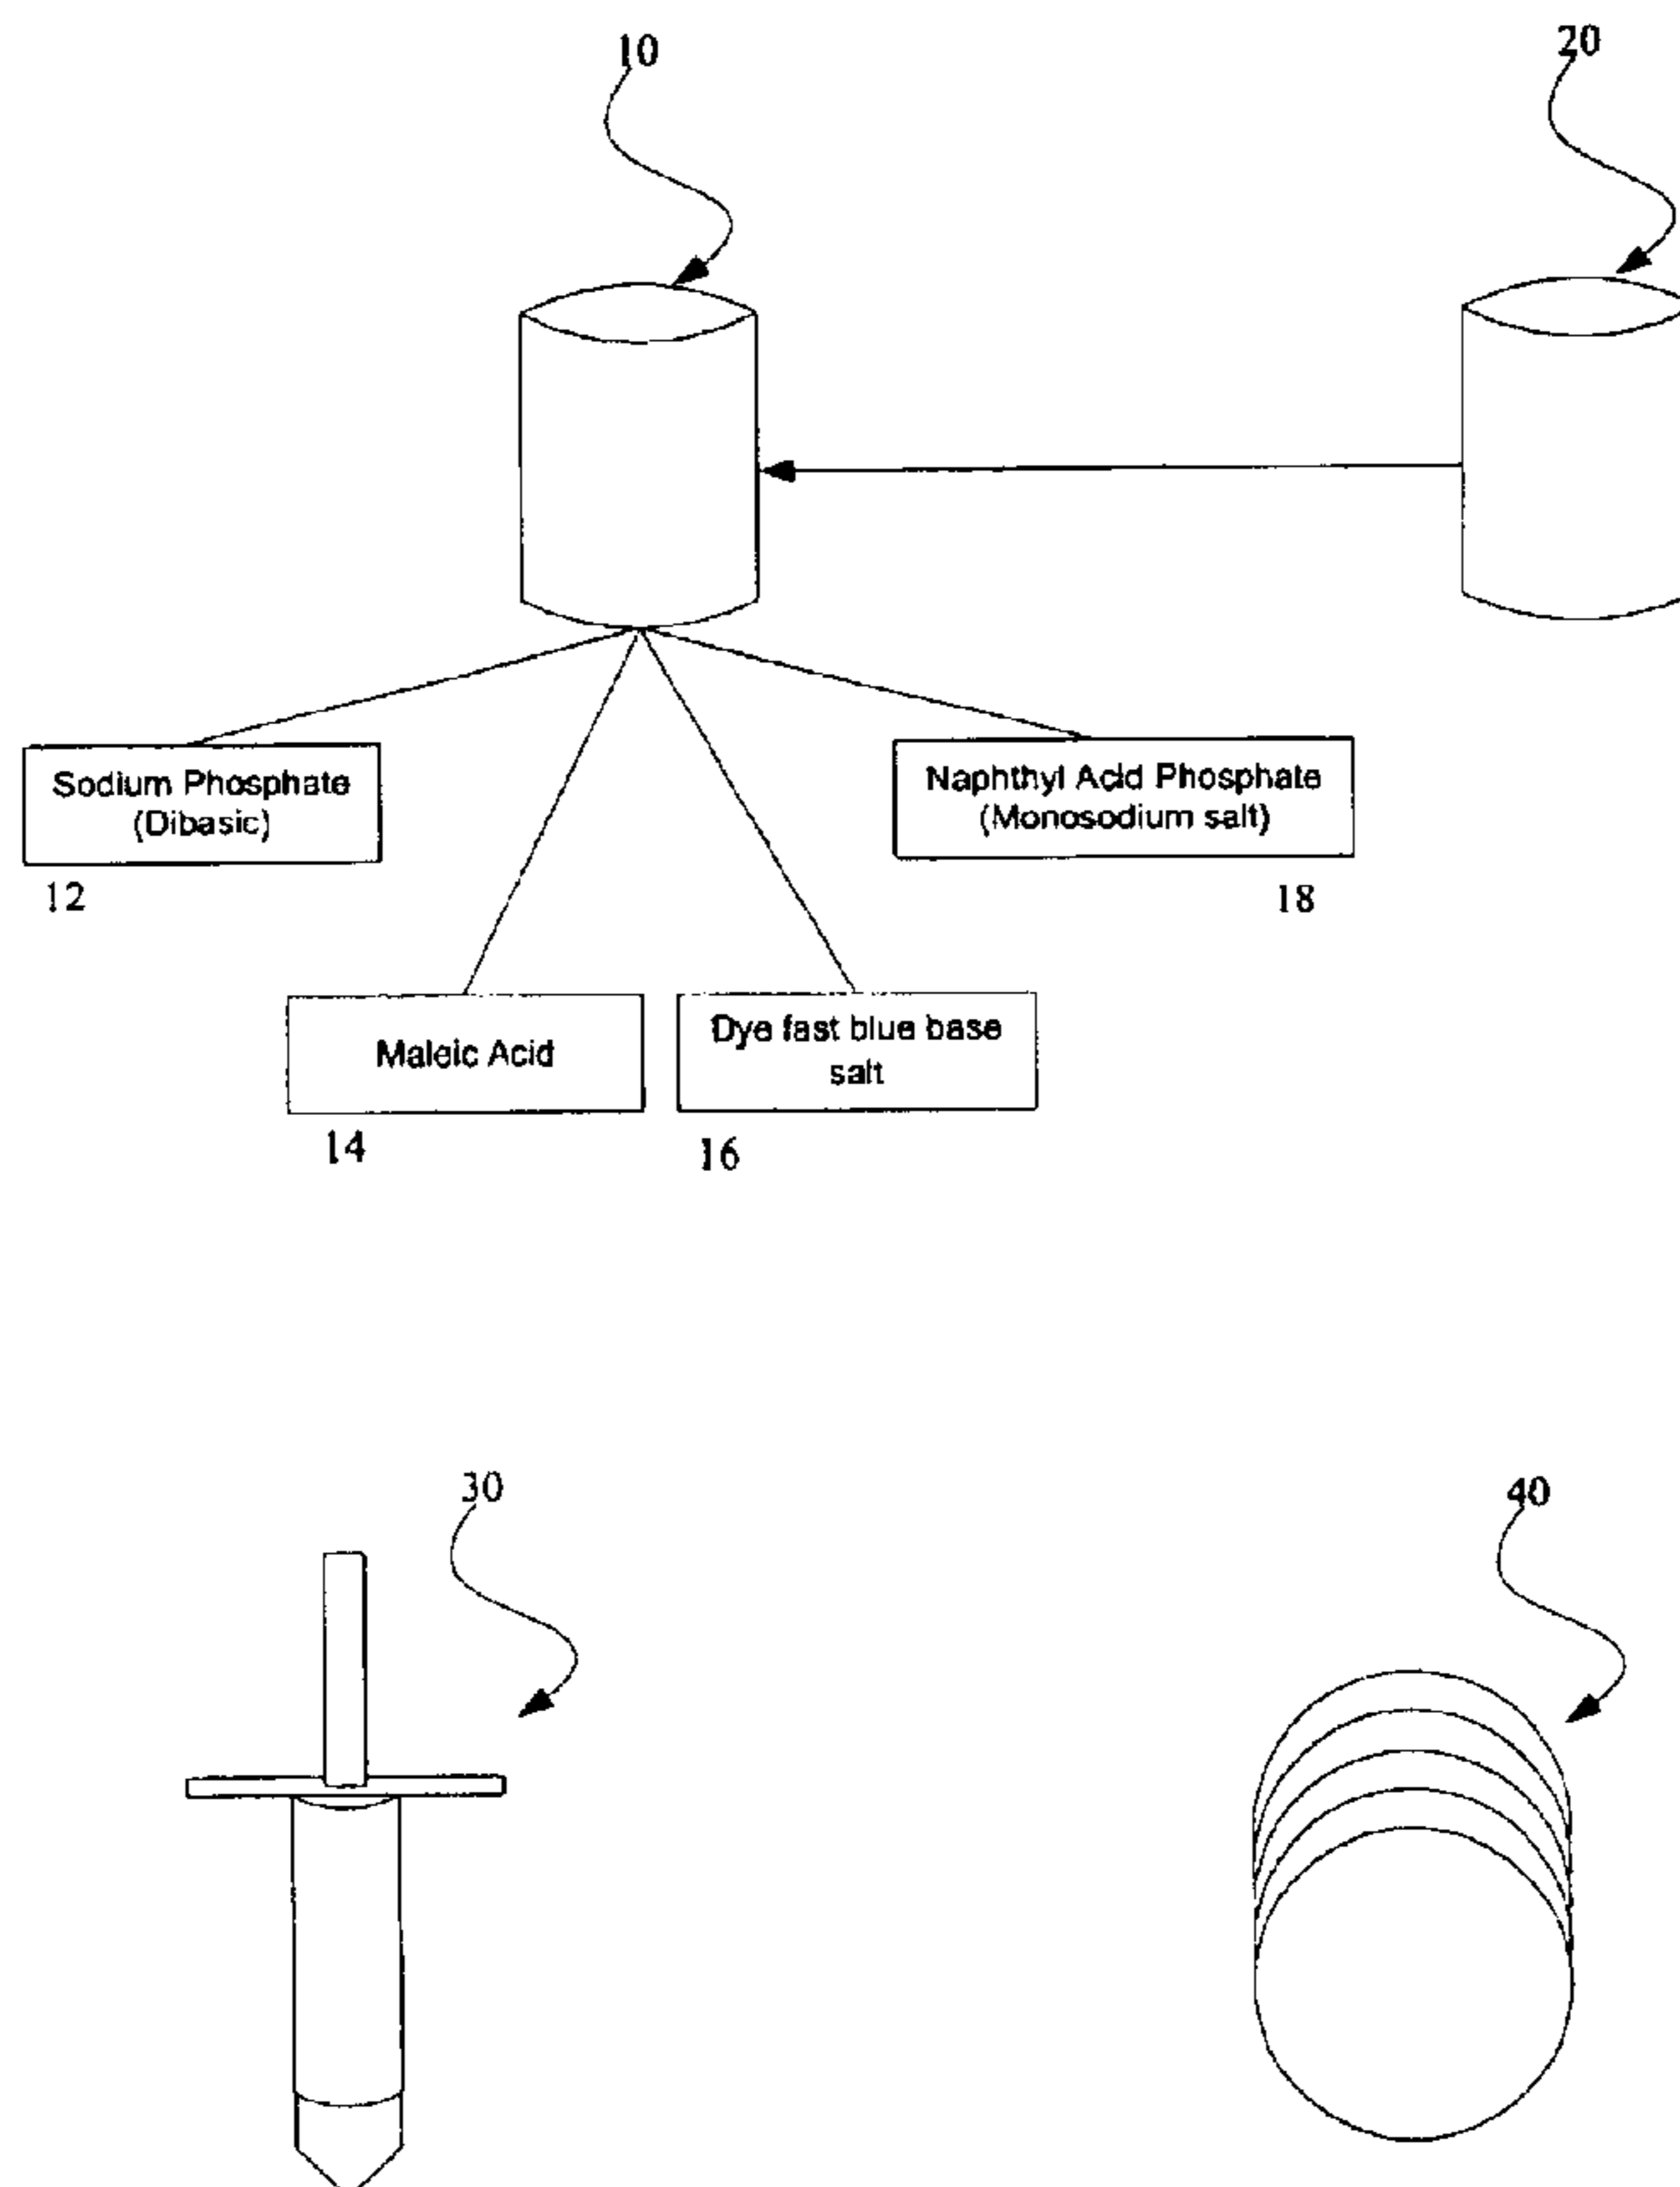 10
20
Sodium Phosphate
(Dibasic)
12
Naphthyl Acid Phosphate
(Monosodium salt)
18
Maleic Acid
14
Dye fast blue base
salt
16
30
40